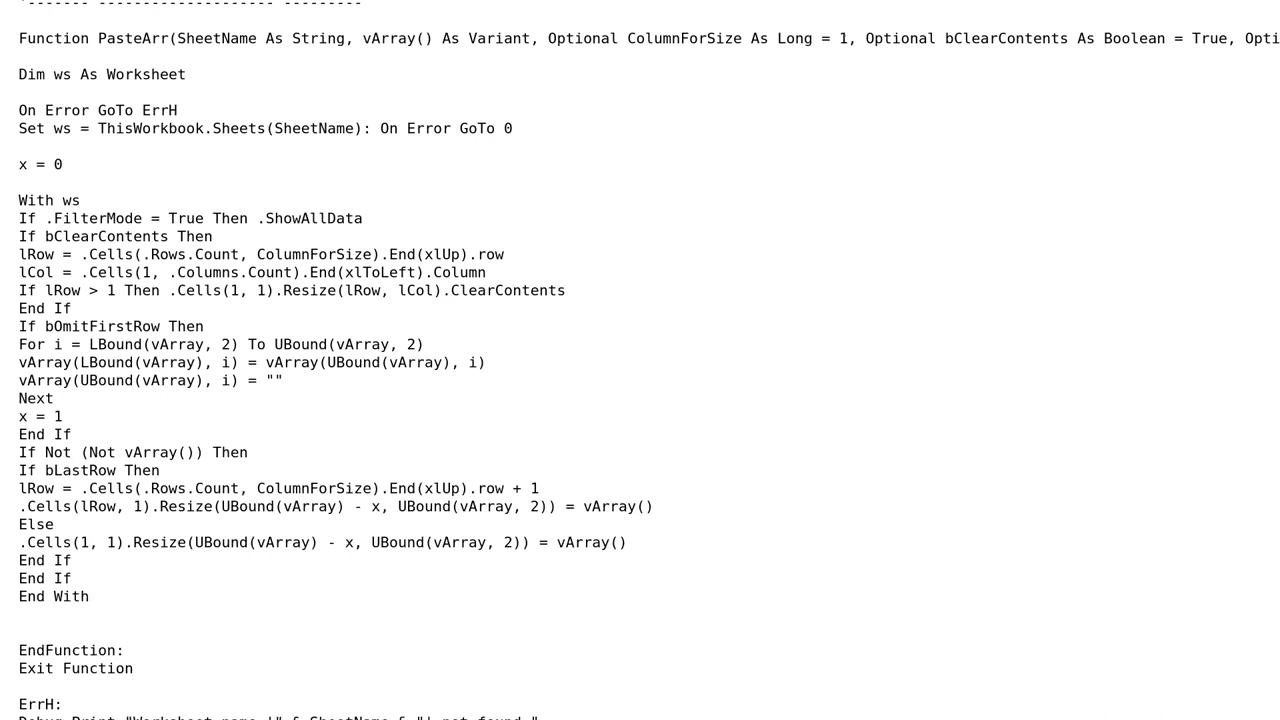 '------- -------------------- ---------
Function PasteArr(SheetName As String, vArray() As Variant, Optional ColumnForSize As Long = 1, Optional bClearContents As Boolean = True, Opti
Dim ws As Worksheet
On Error GoTo ErrH
Set ws = ThisWorkbook.Sheets(SheetName): On Error GoTo 0
x = 0
With ws
If .FilterMode = True Then .ShowAllData
If bClearContents Then
lRow = .Cells(.Rows.Count, ColumnForSize).End(xlUp).row
lCol = .Cells(1, .Columns.Count).End(xlToLeft).Column
If lRow > 1 Then .Cells(1, 1).Resize(lRow, lCol).ClearContents
End If
If bOmitFirstRow Then
For i = LBound(vArray, 2) To UBound(vArray, 2)
vArray(LBound(vArray), i) = vArray(UBound(vArray), i)
vArray(UBound(vArray), i) = ""
Next
x = 1
End If
If Not (Not vArray()) Then
If bLastRow Then
lRow = .Cells(.Rows.Count, ColumnForSize).End(xlUp).row + 1
.Cells(lRow, 1).Resize(UBound(vArray) - x, UBound(vArray, 2)) = vArray()
Else
.Cells(1, 1).Resize(UBound(vArray) - x, UBound(vArray, 2)) = vArray()
End If
End If
End With
EndFunction:
Exit Function
ErrH:
Debug.Print "Worksheet name '" & SheetName & "' not found."